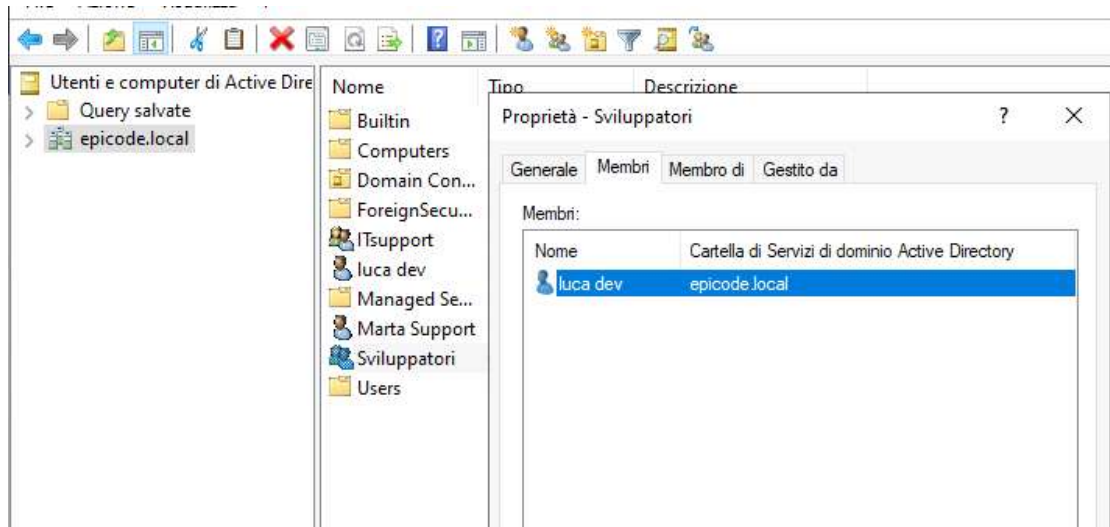 Utenti e computer di Active Dire
Query salvate
epicode.local
Nome Tipo Descrizione
Builtin
Computers
Domain Con...
ForeignSecu...
ITsupport
luca dev
Managed Se...
Marta Support
Sviluppatori
Users
Proprietà - Sviluppatori ? ×
Generale Membri Membro di Gestito da
Membri:
Nome Cartella di Servizi di dominio Active Directory
luca dev epicode.local